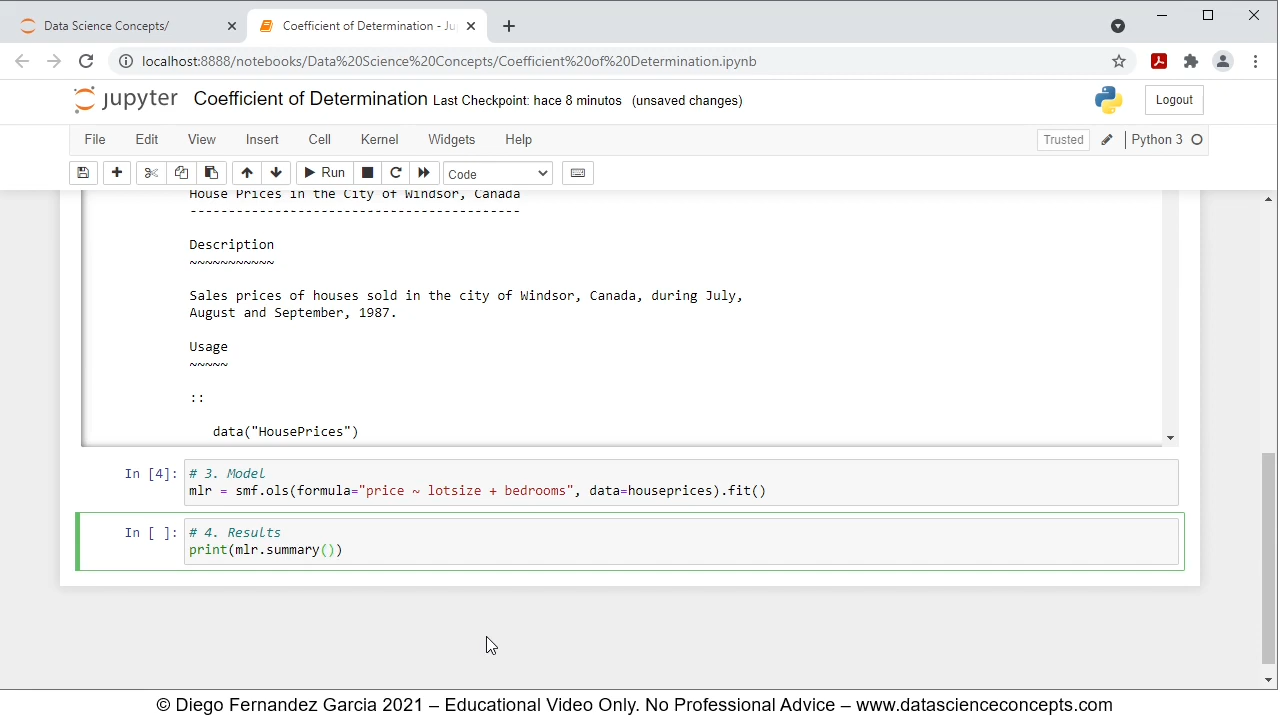 Data Science Concepts/
Coefficient of Determination - Ju
localhost:8888/notebooks/Data%20Science%20Concepts/Coefficient%20of%20Determination.ipynb
jupyter Coefficient of Determination Last Checkpoint: hace 8 minutos (unsaved changes)
Logout
File Edit View Insert Cell Kernel Widgets Help
Trusted Python 3
Run Code
House Prices in the City of Windsor, Canada
-------------------------------------------
Description
~~~~~~~~~~~
Sales prices of houses sold in the city of Windsor, Canada, during July,
August and September, 1987.
Usage
~~~~~
::
data("HousePrices")
In [4]: # 3. Model
mlr = smf.ols(formula="price ~ lotsize + bedrooms", data=houseprices).fit()
In [ ]: # 4. Results
print(mlr.summary())
© Diego Fernandez Garcia 2021 – Educational Video Only. No Professional Advice – www.datascienceconcepts.com